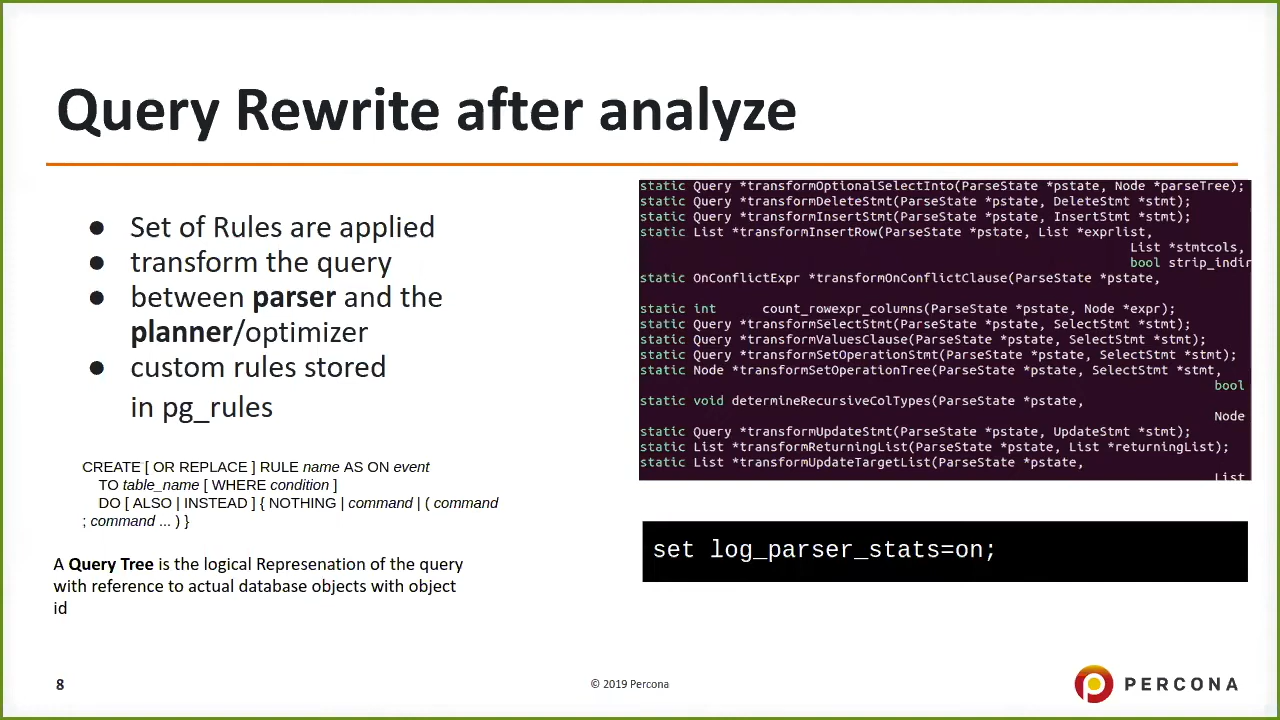 Query Rewrite after analyze
● Set of Rules are applied
● transform the query
● between parser and the
planner/optimizer
● custom rules stored
in pg_rules
CREATE [ OR REPLACE ] RULE name AS ON event
TO table_name [ WHERE condition ]
DO [ ALSO | INSTEAD ] { NOTHING | command | ( command
; command ... ) }
A Query Tree is the logical Represenation of the query
with reference to actual database objects with object
id
static Query *transformOptionalSelectInto(ParseState *pstate, Node *parseTree);
static Query *transformDeleteStmt(ParseState *pstate, DeleteStmt *stmt);
static Query *transformInsertStmt(ParseState *pstate, InsertStmt *stmt);
static List *transformInsertRow(ParseState *pstate, List *exprlist,
List *stmtcols,
bool strip_indir
static OnConflictExpr *transformOnConflictClause(ParseState *pstate,
static int count_rowexpr_columns(ParseState *pstate, Node *expr);
static Query *transformSelectStmt(ParseState *pstate, SelectStmt *stmt);
static Query *transformValuesClause(ParseState *pstate, SelectStmt *stmt);
static Query *transformSetOperationStmt(ParseState *pstate, SelectStmt *stmt);
static Node *transformSetOperationTree(ParseState *pstate, SelectStmt *stmt,
bool
static void determineRecursiveColTypes(ParseState *pstate,
Node
static Query *transformUpdateStmt(ParseState *pstate, UpdateStmt *stmt);
static List *transformReturningList(ParseState *pstate, List *returningList);
static List *transformUpdateTargetList(ParseState *pstate,
List
set log_parser_stats=on;
8
© 2019 Percona
PERCONA